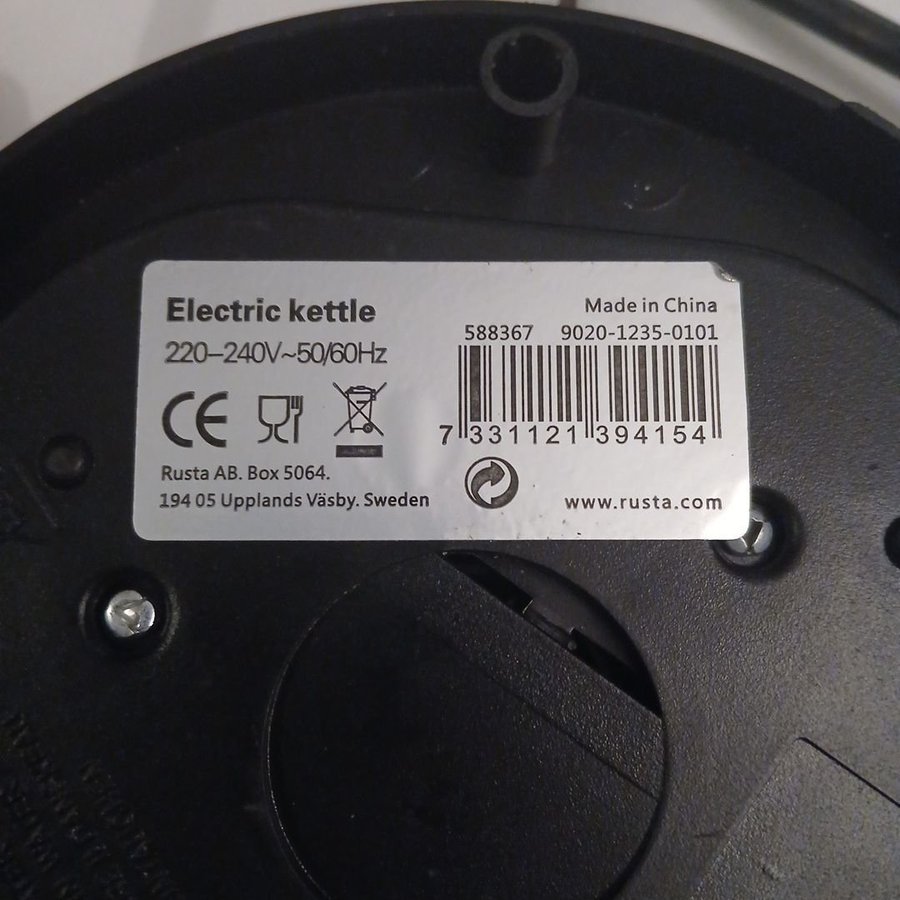 Electric kettle
220-240V~50/60Hz
Made in China
588367 9020-1235-0101
7 331121 394154
CE
Rusta AB. Box 5064.
194 05 Upplands Väsby. Sweden
www.rusta.com